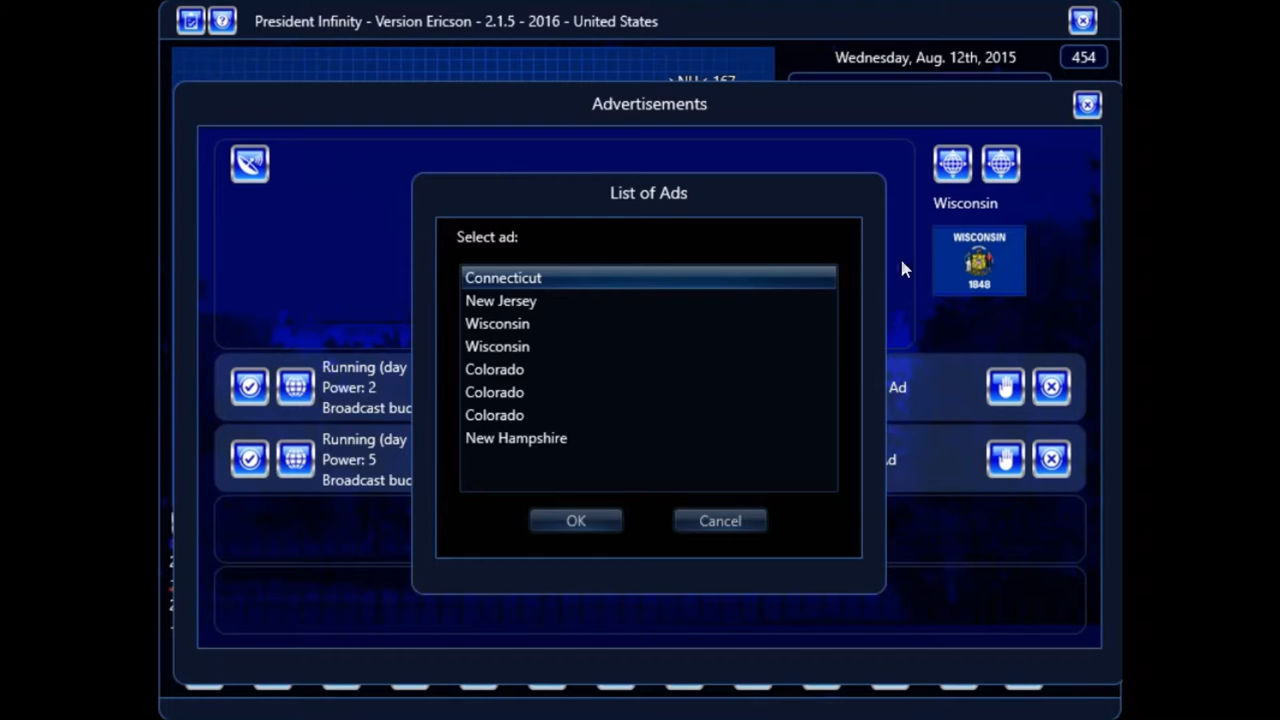 President Infinity - Version Ericson - 2.1.5 - 2016 - United States
Wednesday, Aug. 12th, 2015
454
Advertisements
Wisconsin
WISCONSIN
1848
List of Ads
Select ad:
Connecticut
New Jersey
Wisconsin
Wisconsin
Colorado
Colorado
Colorado
New Hampshire
OK
Cancel
Running (day
Power: 2
Broadcast buc
Ad
Running (day
Power: 5
Broadcast buc